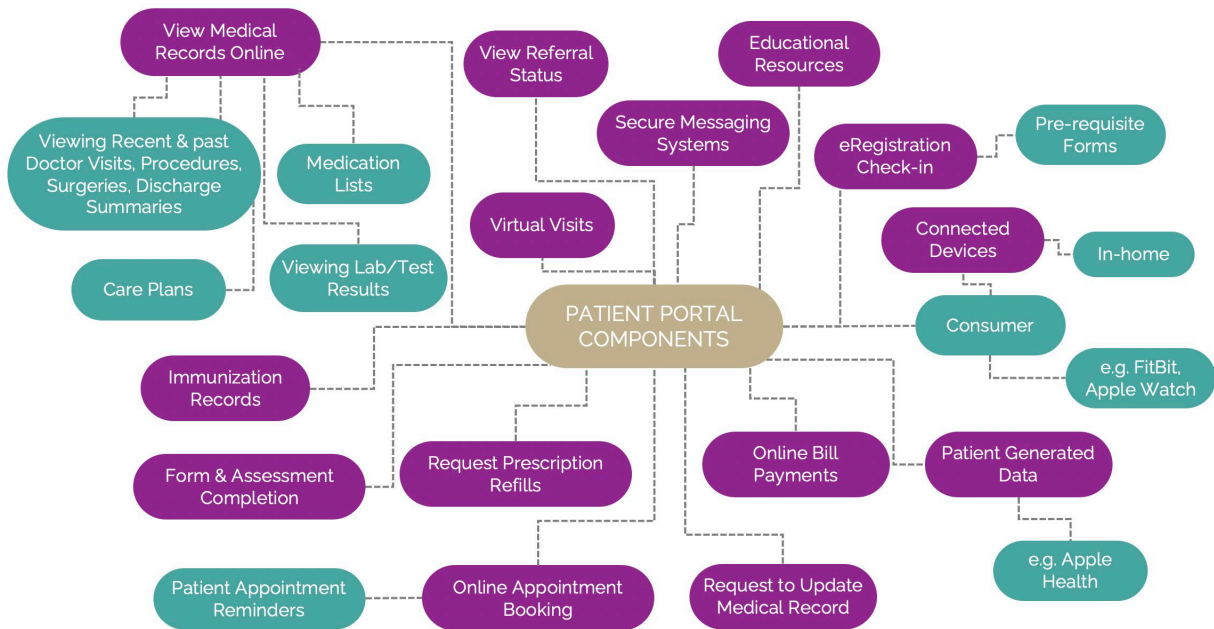 View Medical
Records Online
View Referral
Status
Educational
Resources
Secure Messaging
Systems
eRegistration
Check-in
Pre-requisite
Forms
Viewing Recent & past
Doctor Visits, Procedures,
Surgeries, Discharge
Summaries
Medication
Lists
Virtual Visits
Connected
Devices
In-home
Care Plans
Viewing Lab/Test
Results
PATIENT PORTAL
COMPONENTS
Consumer
Immunization
Records
e.g. FitBit,
Apple Watch
Form & Assessment
Completion
Request Prescription
Refills
Online Bill
Payments
Patient Generated
Data
e.g. Apple
Health
Patient Appointment
Reminders
Online Appointment
Booking
Request to Update
Medical Record